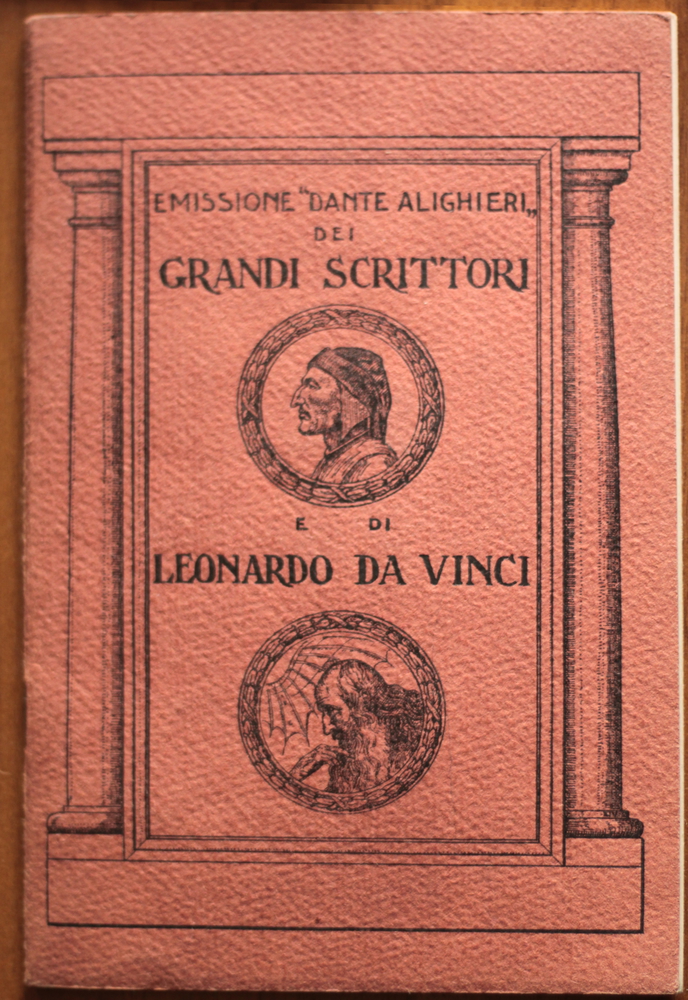 EMISSIONE "DANTE ALIGHIERI„
DEI
GRANDI SCRITTORI
E DI
LEONARDO DA VINCI